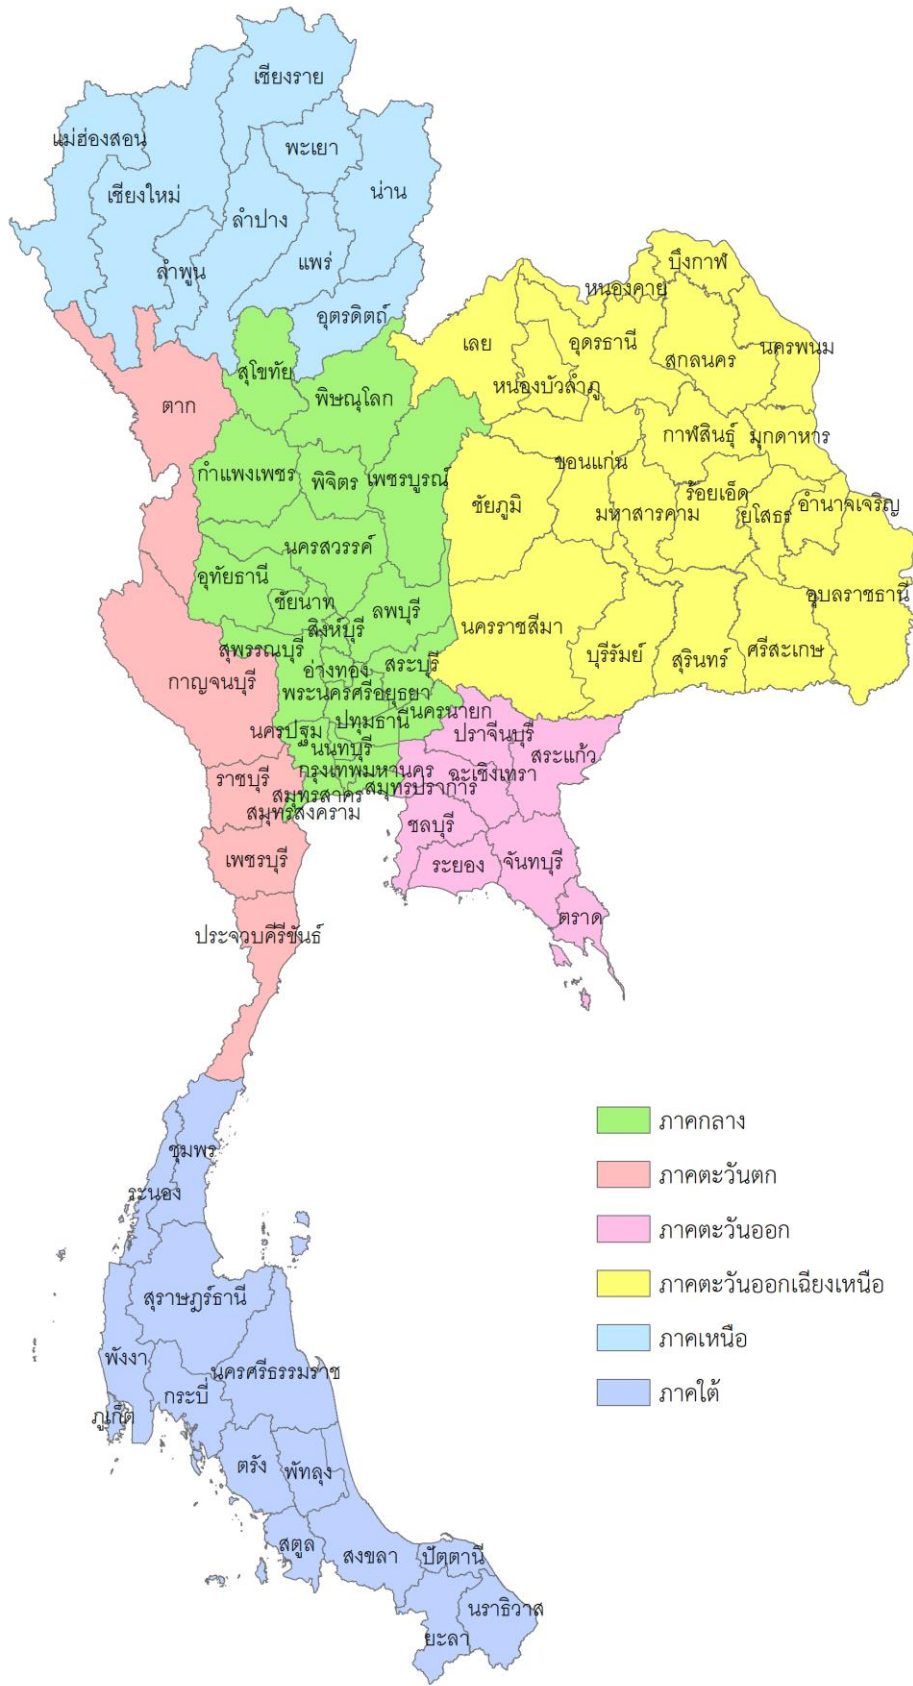 เชียงราย
แม่ฮ่องสอน
พะเยา
เชียงใหม่
น่าน
ลำปาง
แพร่
ลำพูน
อุตรดิตถ์
บึงกาฬ
หนองคาย
เลย
อุดรธานี
สกลนคร
นครพนม
หนองบัวลำภู
สุโขทัย
พิษณุโลก
ตาก
กาฬสินธุ์
มุกดาหาร
กำแพงเพชร
พิจิตร
เพชรบูรณ์
ขอนแก่น
ชัยภูมิ
มหาสารคาม
ร้อยเอ็ด
ยโสธร
อำนาจเจริญ
นครสวรรค์
อุทัยธานี
ชัยนาท
ลพบุรี
สิงห์บุรี
นครราชสีมา
บุรีรัมย์
สุรินทร์
ศรีสะเกษ
อุบลราชธานี
สุพรรณบุรี
อ่างทอง
สระบุรี
กาญจนบุรี
พระนครศรีอยุธยา
นครนายก
นครปฐม
ปทุมธานี
ปราจีนบุรี
สระแก้ว
นนทบุรี
ราชบุรี
กรุงเทพมหานคร
ฉะเชิงเทรา
สมุทรปราการ
สมุทรสาคร
สมุทรสงคราม
ชลบุรี
เพชรบุรี
ระยอง
จันทบุรี
ตราด
ประจวบคีรีขันธ์
ชุมพร
ระนอง
สุราษฎร์ธานี
พังงา
นครศรีธรรมราช
กระบี่
ภูเก็ต
ตรัง
พัทลุง
สตูล
สงขลา
ปัตตานี
นราธิวาส
ยะลา
ภาคกลาง
ภาคตะวันตก
ภาคตะวันออก
ภาคตะวันออกเฉียงเหนือ
ภาคเหนือ
ภาคใต้